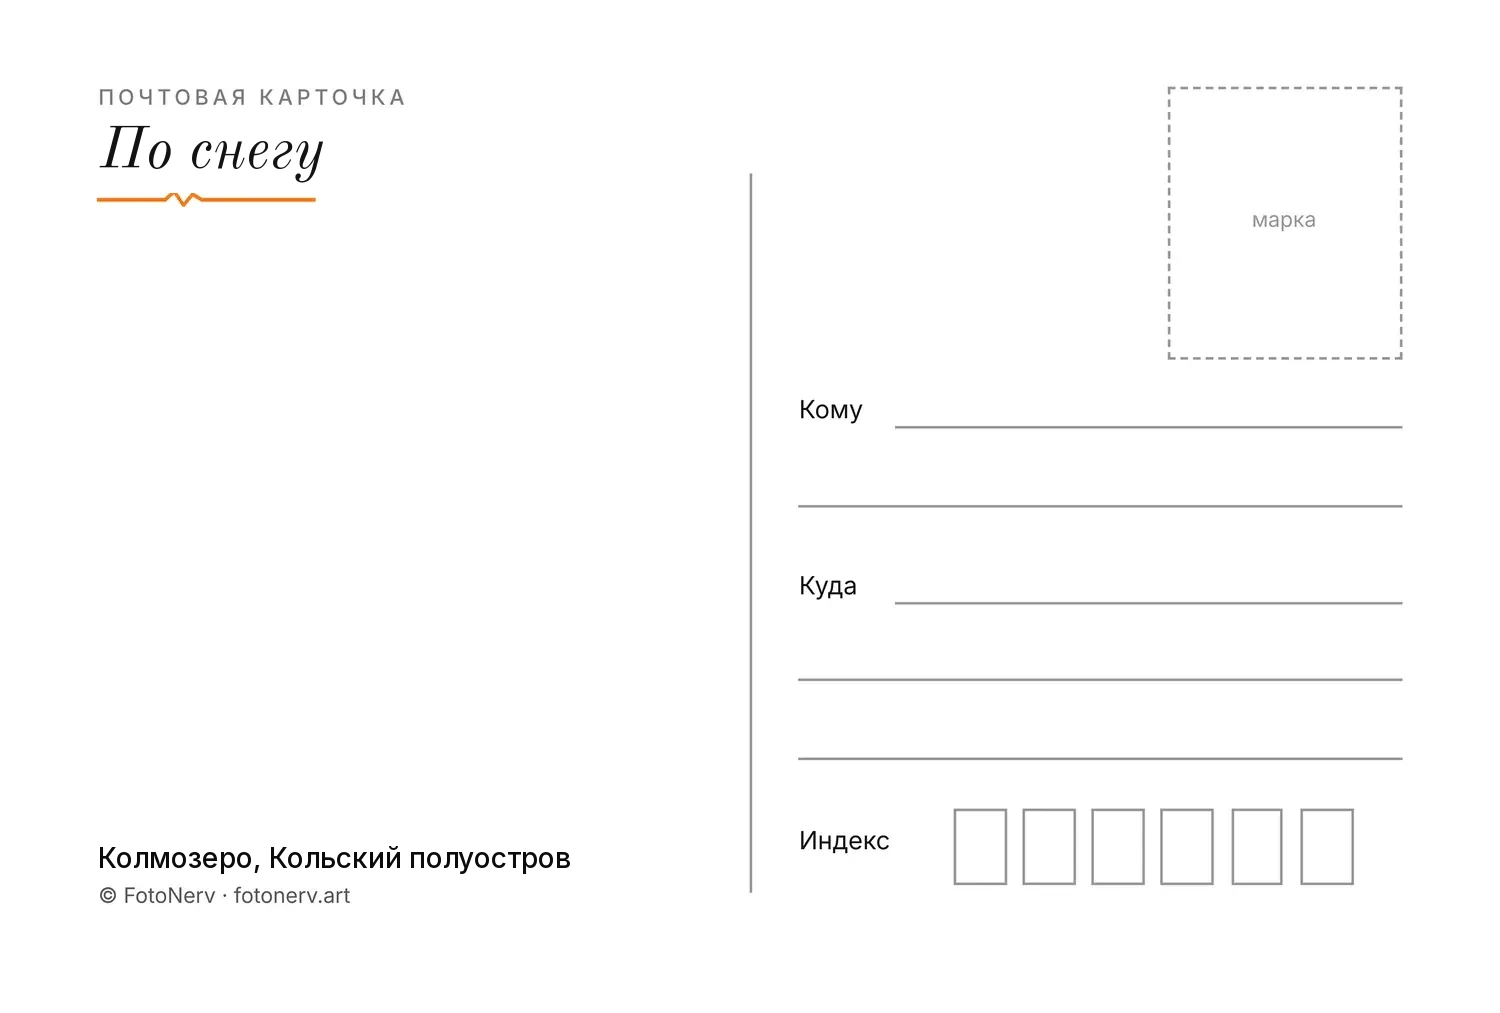 ПОЧТОВАЯ КАРТОЧКА
По снегу
марка
Кому
Куда
Индекс
Колмозеро, Кольский полуостров
© FotoNerv · fotonerv.art